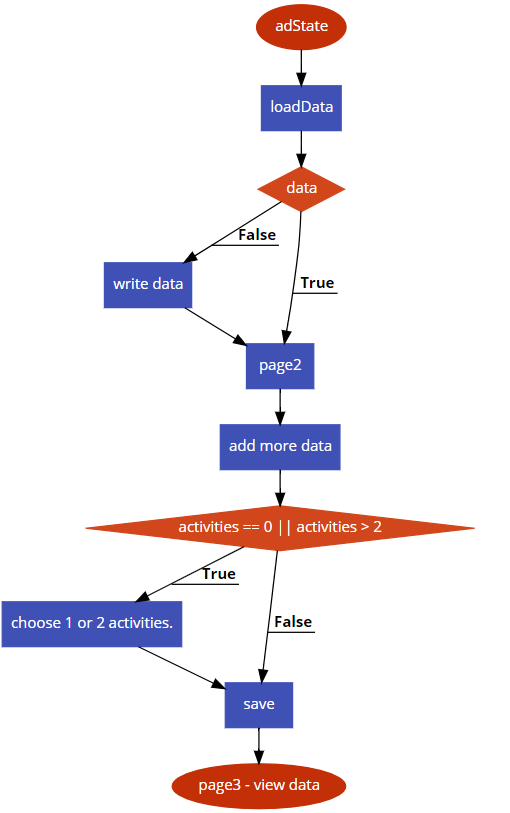 adState
loadData
data
False
True
write data
page2
add more data
activities == 0 || activities > 2
True
False
choose 1 or 2 activities.
save
page3 - view data